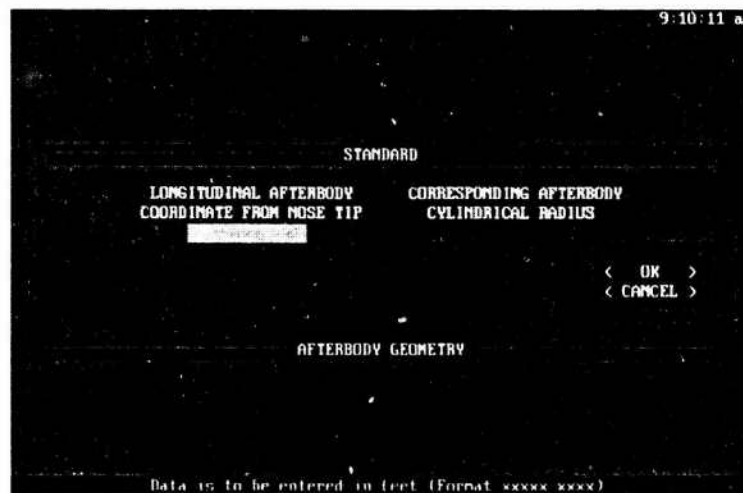 9:10:11 a
STANDARD
LONGITUDINAL AFTERBODY CORRESPONDING AFTERBODY
COORDINATE FROM NOSE TIP CYLINDRICAL RADIUS
< OK >
< CANCEL >
AFTERBODY GEOMETRY
Data is to be entered in feet (Format xxxxx xxxx)